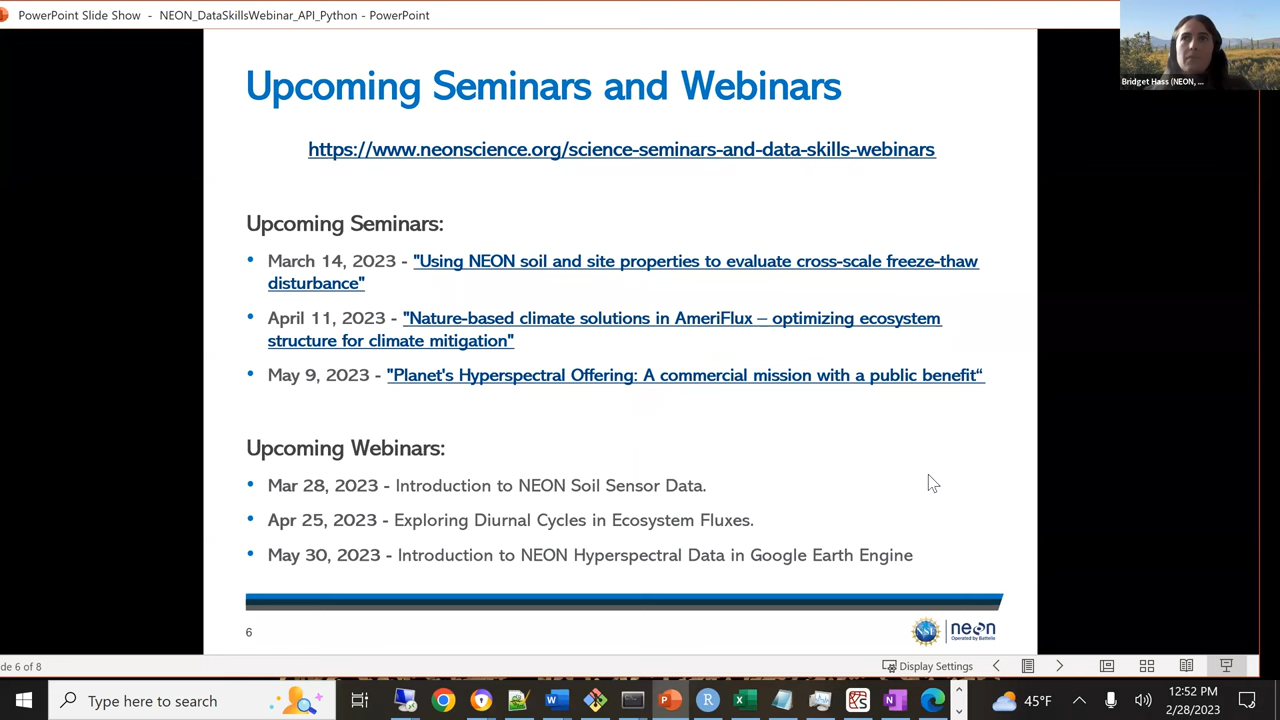 PowerPoint Slide Show - NEON_DataSkillsWebinar_API_Python - PowerPoint
Bridget Hass (NEON, ...
Upcoming Seminars and Webinars
https://www.neonscience.org/science-seminars-and-data-skills-webinars
Upcoming Seminars:
• March 14, 2023 - "Using NEON soil and site properties to evaluate cross-scale freeze-thaw
disturbance"
• April 11, 2023 - "Nature-based climate solutions in AmeriFlux – optimizing ecosystem
structure for climate mitigation"
• May 9, 2023 - "Planet's Hyperspectral Offering: A commercial mission with a public benefit“
Upcoming Webinars:
• Mar 28, 2023 - Introduction to NEON Soil Sensor Data.
• Apr 25, 2023 - Exploring Diurnal Cycles in Ecosystem Fluxes.
• May 30, 2023 - Introduction to NEON Hyperspectral Data in Google Earth Engine
6
NSF
neon
Operated by Battelle
de 6 of 8
Display Settings
Type here to search
45°F
12:52 PM
2/28/2023